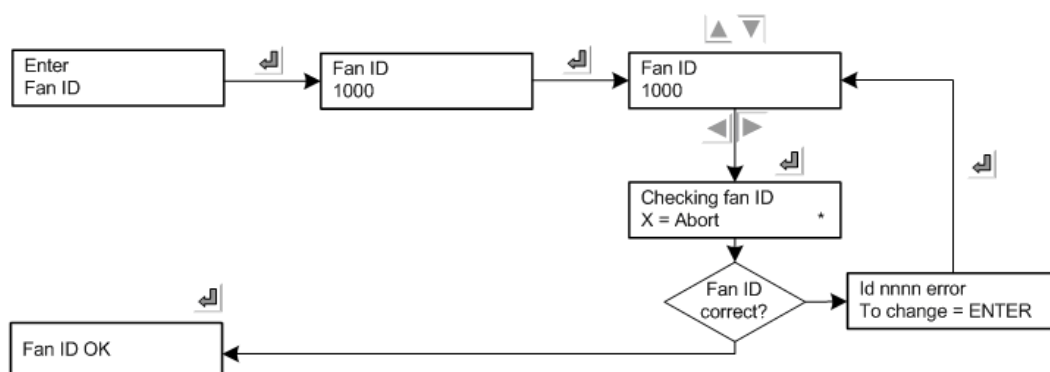 Enter
Fan ID
Fan ID
1000
Fan ID
1000
Checking fan ID
X = Abort *
Fan ID
correct?
Id nnnn error
To change = ENTER
Fan ID OK